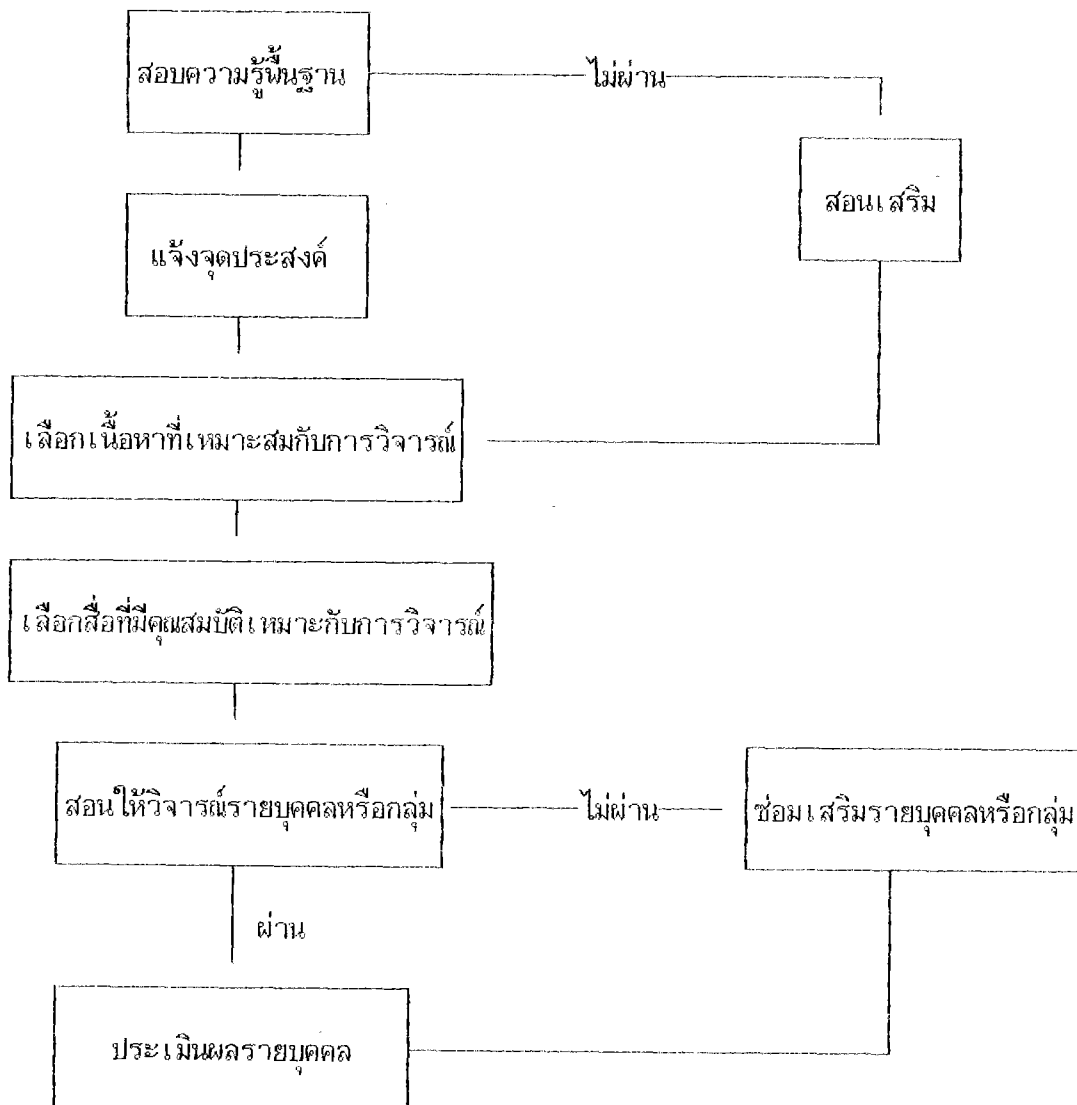 สอบความรู้พื้นฐาน
ไม่ผ่าน
สอนเสริม
แจ้งจุดประสงค์
เลือกเนื้อหาที่เหมาะสมกับการวิจารณ์
เลือกสื่อที่มีคุณสมบัติเหมาะกับการวิจารณ์
สอนให้วิจารณ์รายบุคคลหรือกลุ่ม
ไม่ผ่าน
ซ่อมเสริมรายบุคคลหรือกลุ่ม
ผ่าน
ประเมินผลรายบุคคล